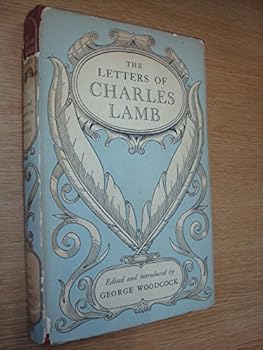 THE
LETTERS OF
CHARLES
LAMB
Edited and introduced by
GEORGE WOODCOCK